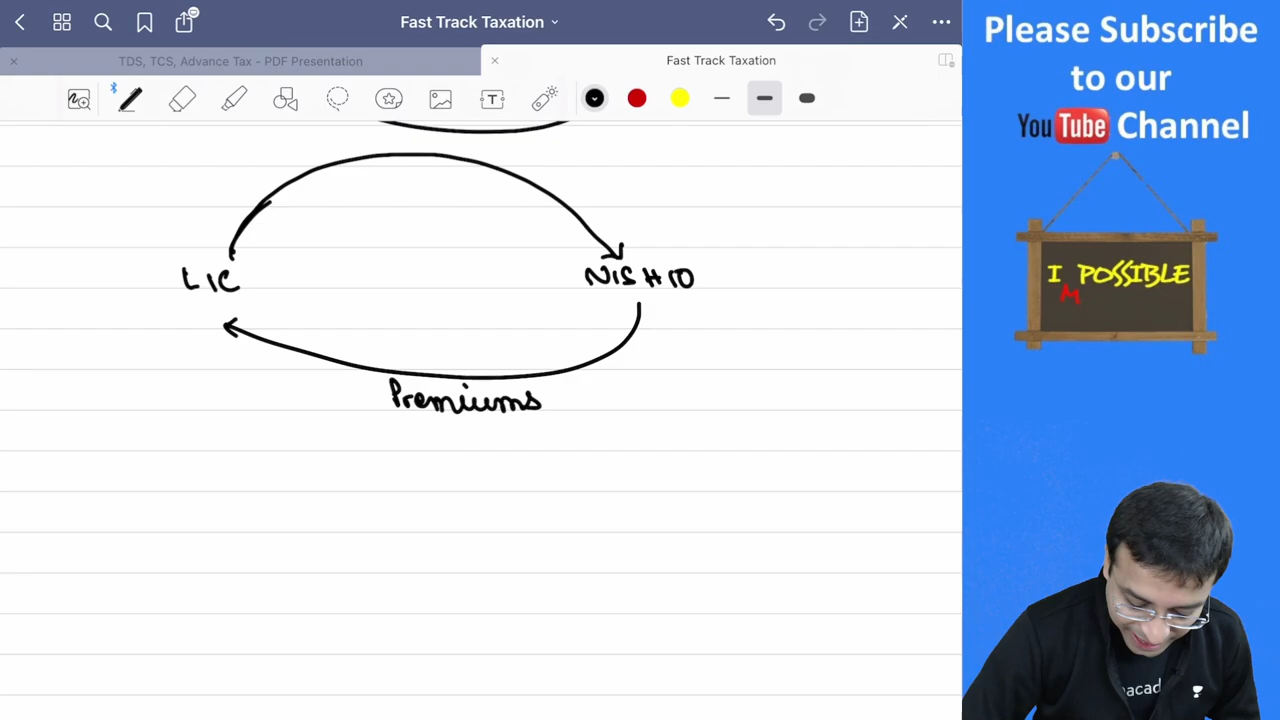 Fast Track Taxation
TDS, TCS, Advance Tax - PDF Presentation
Fast Track Taxation
T
LIC
NISHID
Premiums
Please Subscribe
to our
YouTube Channel
I POSSIBLE
M
acad